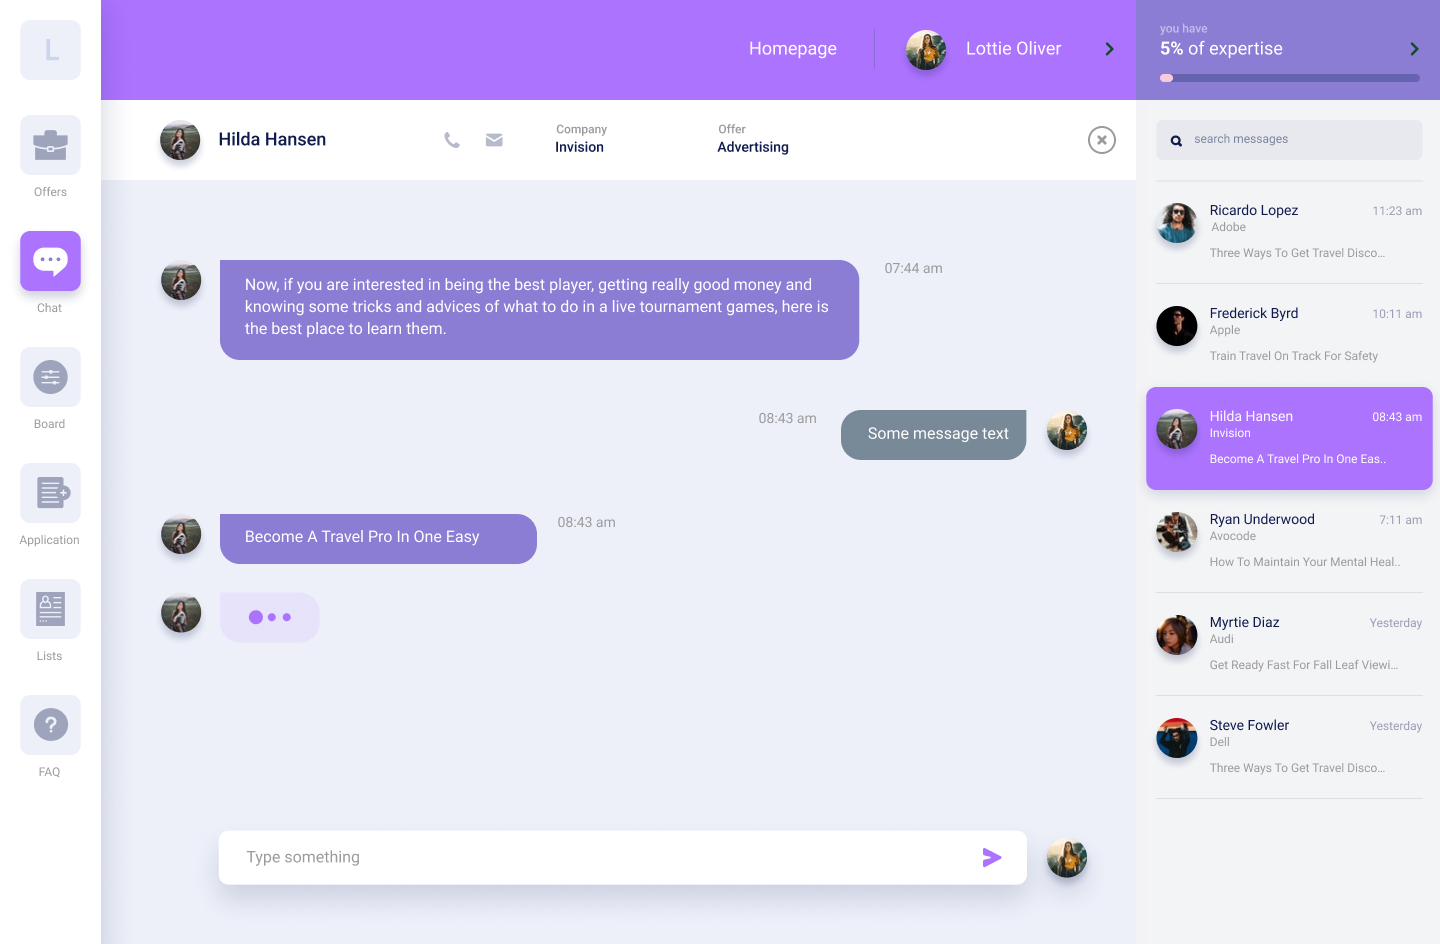 L
Offers
Chat
Board
Application
Lists
FAQ
Homepage
Lottie Oliver
you have
5% of expertise
Hilda Hansen
Company
Invision
Offer
Advertising
Now, if you are interested in being the best player, getting really good money and
knowing some tricks and advices of what to do in a live tournament games, here is
the best place to learn them.
07:44 am
08:43 am
Some message text
Become A Travel Pro In One Easy
08:43 am
Type something
search messages
Ricardo Lopez
11:23 am
Adobe
Three Ways To Get Travel Disco...
Frederick Byrd
10:11 am
Apple
Train Travel On Track For Safety
Hilda Hansen
08:43 am
Invision
Become A Travel Pro In One Eas..
Ryan Underwood
7:11 am
Avocode
How To Maintain Your Mental Heal..
Myrtie Diaz
Yesterday
Audi
Get Ready Fast For Fall Leaf Viewi...
Steve Fowler
Yesterday
Dell
Three Ways To Get Travel Disco...